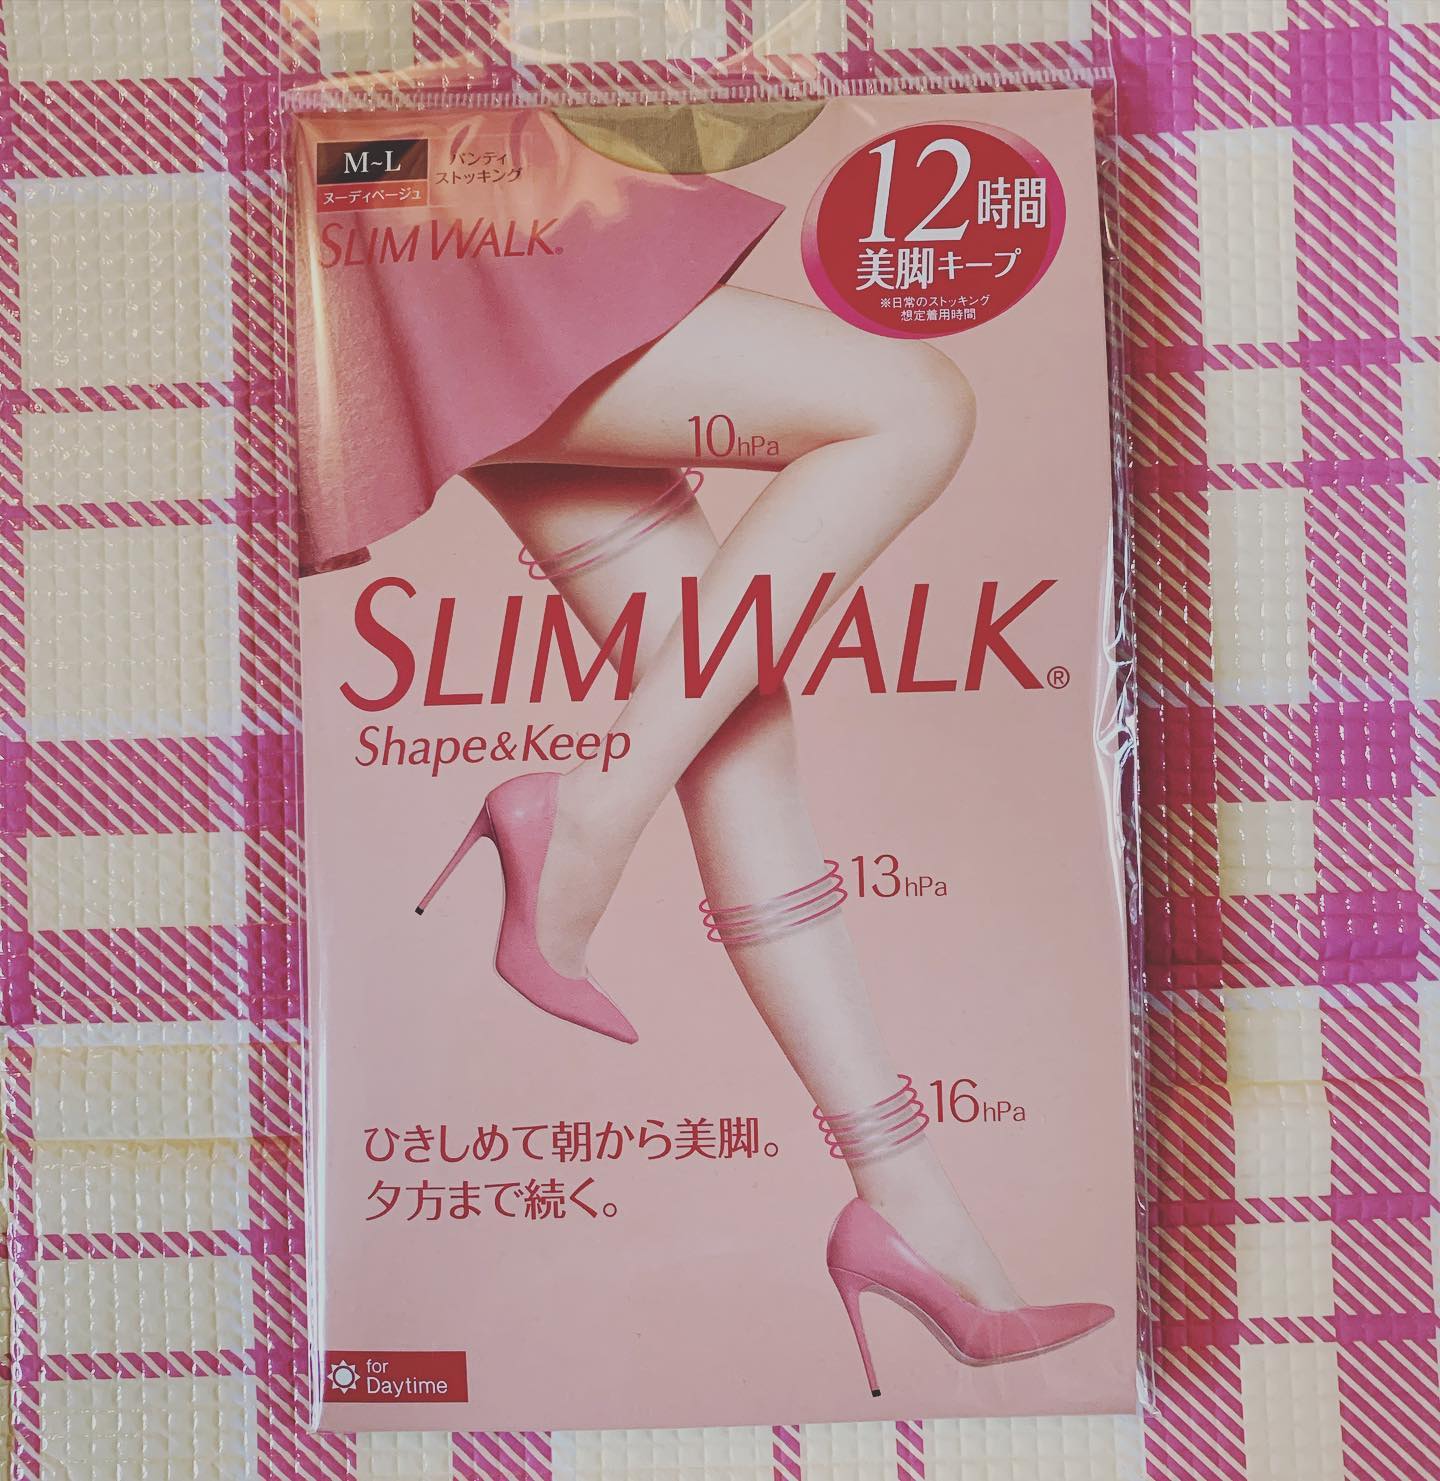 M~L
ヌーディベージュ
パンティ
ストッキング
SLIM WALK®
12時間
美脚キープ
※日常のストッキング
想定着用時間
10hPa
SLIM WALK®
Shape&Keep
13hPa
16hPa
ひきしめて朝から美脚。
夕方まで続く。
for
Daytime